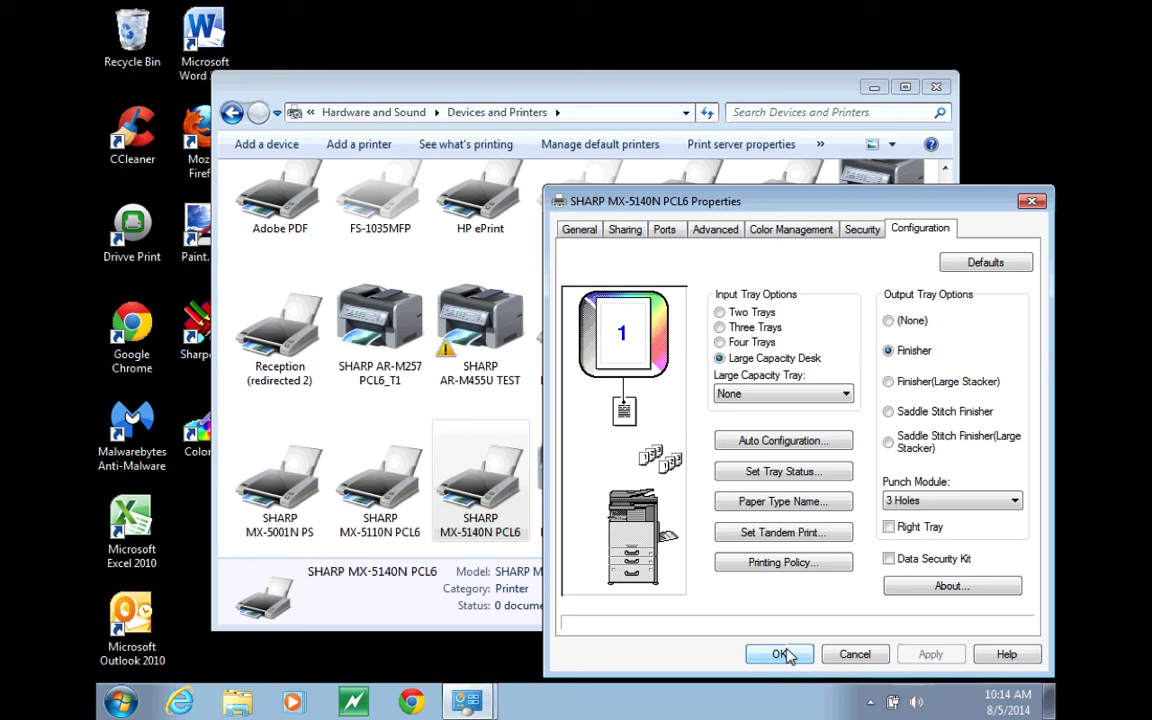 Recycle Bin
Microsoft
Word
CCleaner
Moz
Firef
Drivve Print
Paint.
Google
Chrome
Sharp
Malwarebytes
Anti-Malware
Colo
Microsoft
Excel 2010
Microsoft
Outlook 2010
« Hardware and Sound Devices and Printers
Search Devices and Printers
Add a device Add a printer See what's printing Manage default printers Print server properties »
Adobe PDF
FS-1035MFP
HP ePrint
Reception
(redirected 2)
SHARP AR-M257
PCL6_T1
SHARP
AR-M455U TEST
SHARP
MX-5001N PS
SHARP
MX-5110N PCL6
SHARP
MX-5140N PCL6
SHARP MX-5140N PCL6
Model: SHARP M
Category: Printer
Status: 0 docume
SHARP MX-5140N PCL6 Properties
General Sharing Ports Advanced Color Management Security Configuration
Defaults
1
Input Tray Options
Two Trays
Three Trays
Four Trays
Large Capacity Desk
Large Capacity Tray:
None
Auto Configuration...
Set Tray Status...
Paper Type Name...
Set Tandem Print...
Printing Policy...
Output Tray Options
(None)
Finisher
Finisher(Large Stacker)
Saddle Stitch Finisher
Saddle Stitch Finisher(Large
Stacker)
Punch Module:
3 Holes
Right Tray
Data Security Kit
About...
OK Cancel Apply Help
10:14 AM
8/5/2014